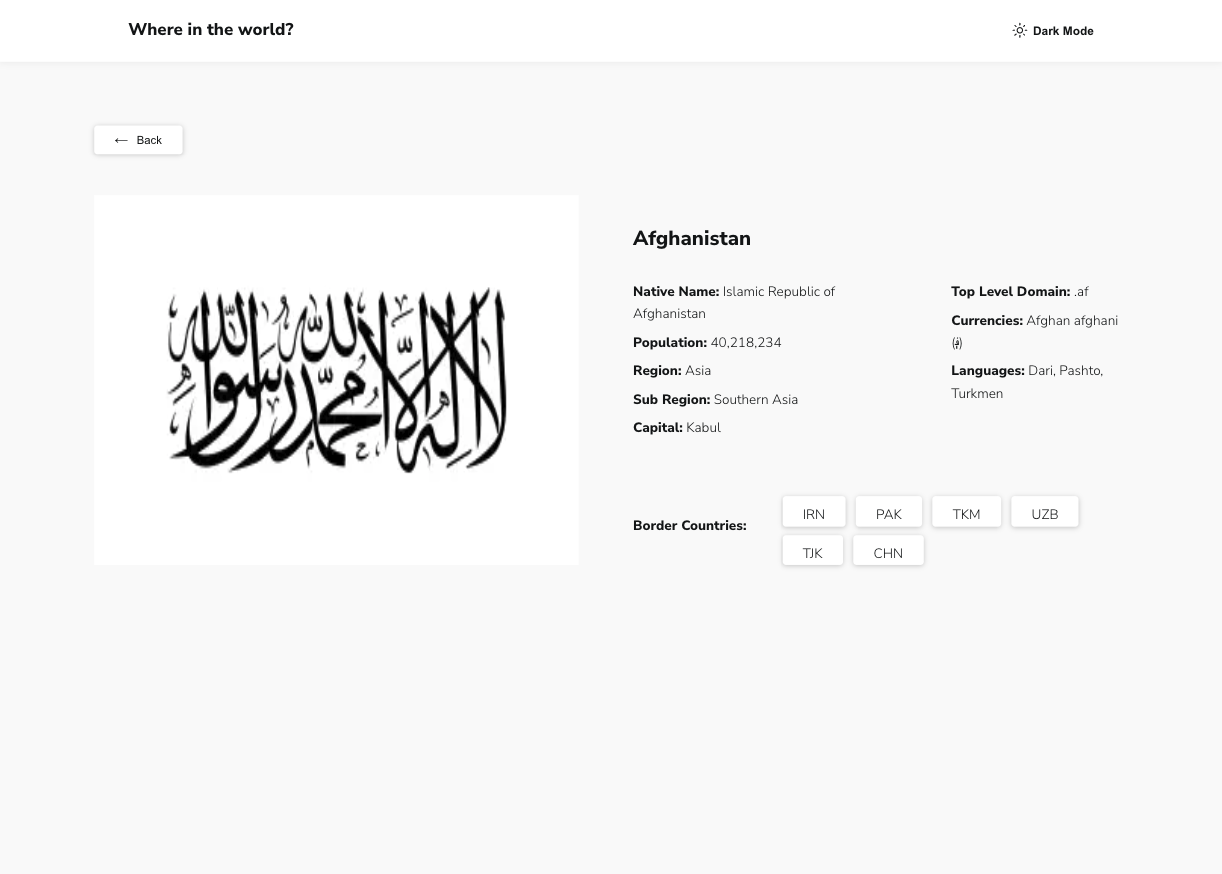 Where in the world?
Dark Mode
← Back
لا إله إلا الله محمد رسول الله
Afghanistan
Native Name: Islamic Republic of
Afghanistan
Population: 40,218,234
Region: Asia
Sub Region: Southern Asia
Capital: Kabul
Top Level Domain: .af
Currencies: Afghan afghani
(؋)
Languages: Dari, Pashto,
Turkmen
Border Countries:
IRN PAK TKM UZB
TJK CHN